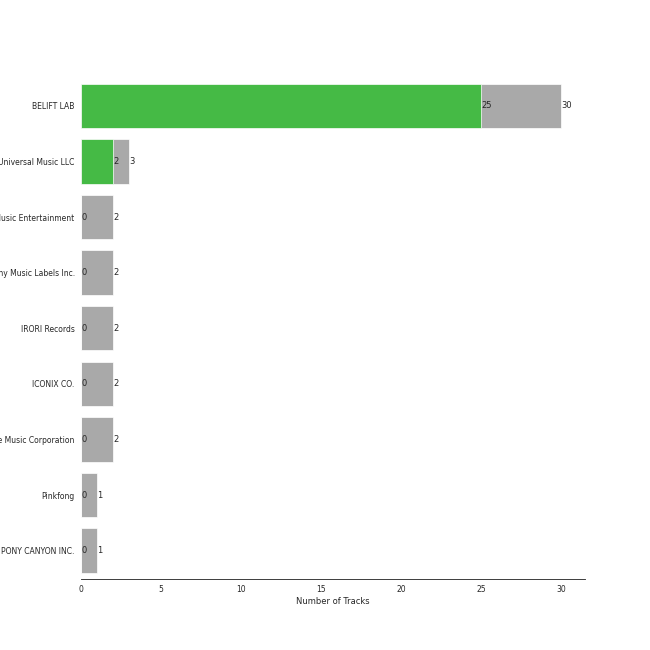 BELIFT LAB 25 30
Universal Music LLC 2 3
Music Entertainment 0 2
Music Labels Inc. 0 2
IRORI Records 0 2
ICONIX CO. 0 2
Music Corporation 0 2
Pinkfong 0 1
PONY CANYON INC. 0 1
0 5 10 15 20 25 30
Number of Tracks